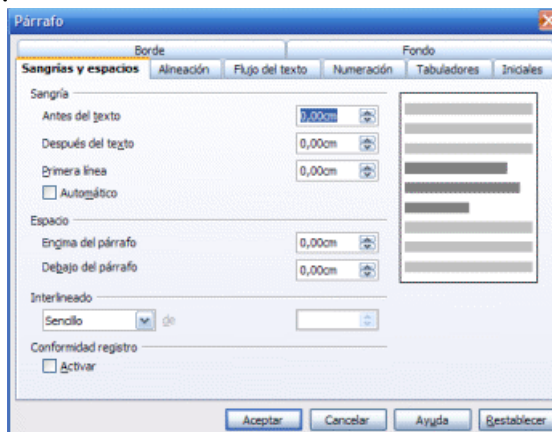 Párrafo
Borde Fondo
Sangrías y espacios Alineación Flujo del texto Numeración Tabuladores Iniciales
Sangría
Antes del texto 0,00cm
Después del texto 0,00cm
Primera línea 0,00cm
Automático
Espacio
Encima del párrafo 0,00cm
Debajo del párrafo 0,00cm
Interlineado
Sencillo de
Conformidad registro
Activar
Aceptar Cancelar Ayuda Restablecer